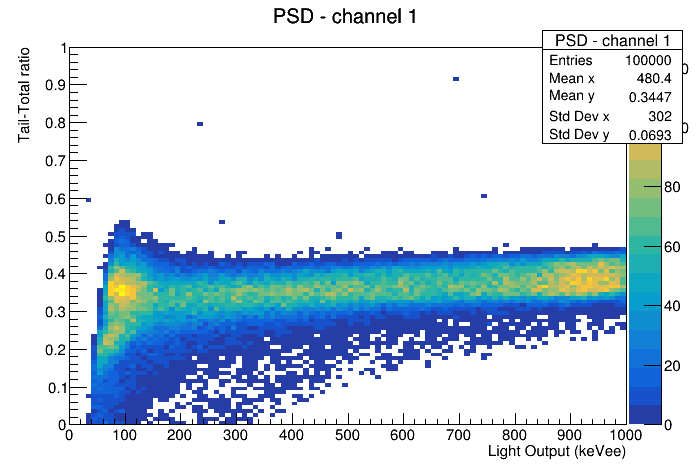 PSD - channel 1
PSD - channel 1
Entries 100000
Mean x 480.4
Mean y 0.3447
Std Dev x 302
Std Dev y 0.0693
Tail-Total ratio
1
0.9
0.8
0.7
0.6
0.5
0.4
0.3
0.2
0.1
0
0 100 200 300 400 500 600 700 800 900 1000
Light Output (keVee)
80
60
40
20
0